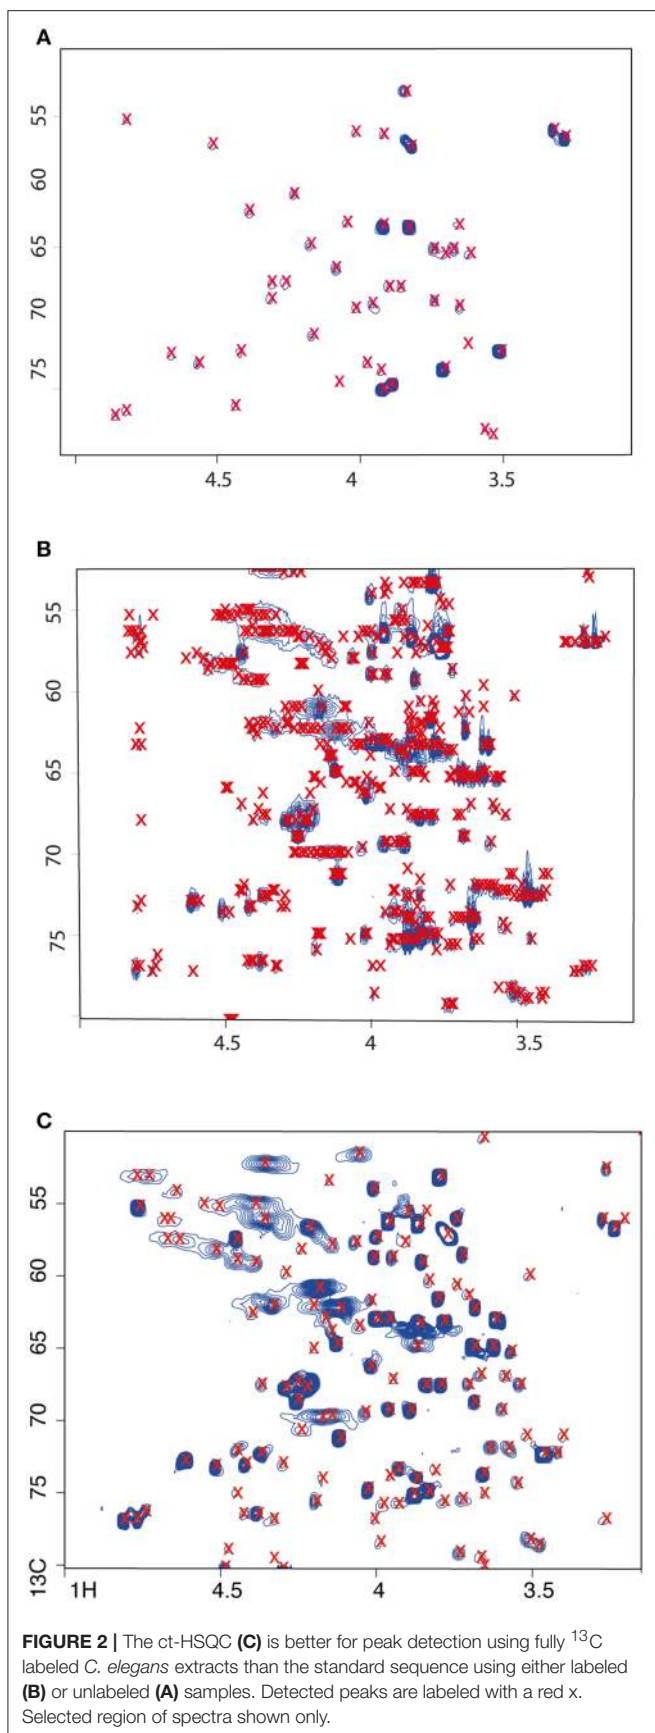 A
55
60
65
70
75
4.5 4 3.5
B
55
60
65
70
75
4.5 4 3.5
C
55
60
65
70
75
13C
1H 4.5 4 3.5
FIGURE 2 | The ct-HSQC (C) is better for peak detection using fully 13C
labeled C. elegans extracts than the standard sequence using either labeled
(B) or unlabeled (A) samples. Detected peaks are labeled with a red x.
Selected region of spectra shown only.